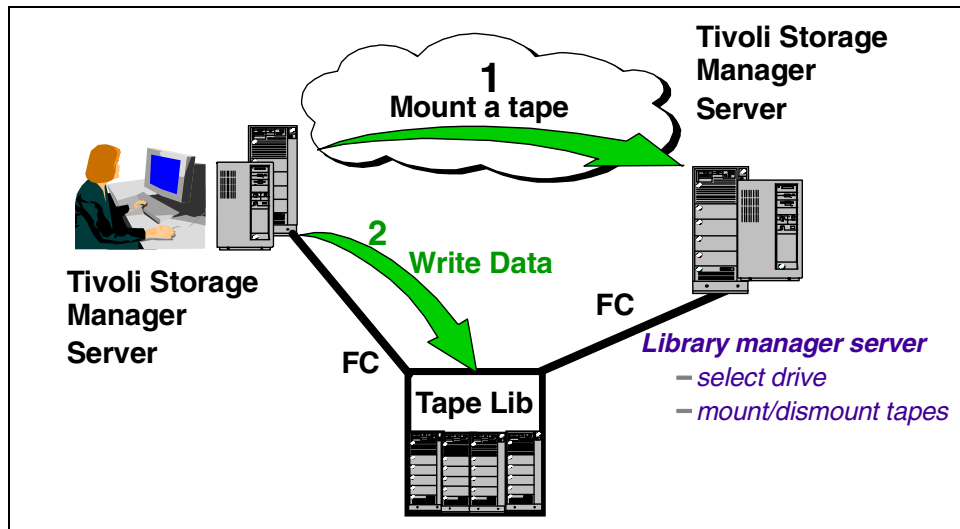 1
Mount a tape
Tivoli Storage
Manager
Server
2
Write Data
Tivoli Storage
Manager
Server
FC
FC
Library manager server
– select drive
– mount/dismount tapes
Tape Lib